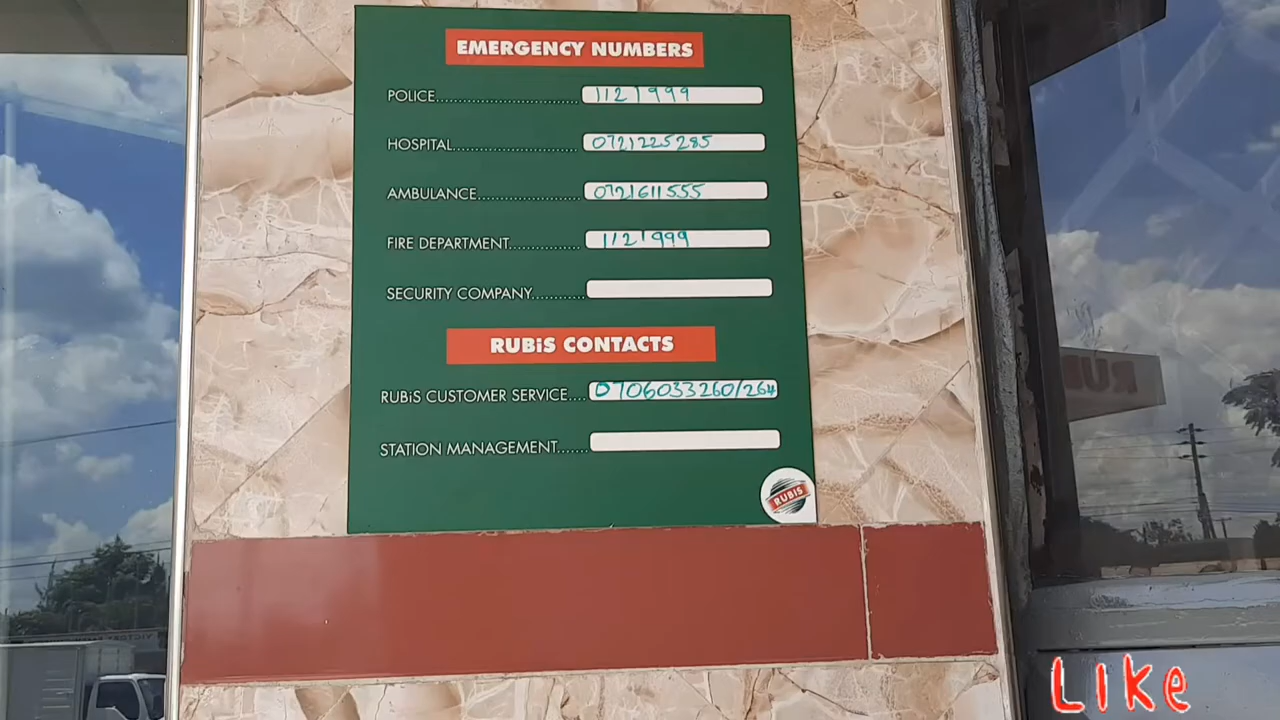 EMERGENCY NUMBERS
POLICE............................. 112/999
HOSPITAL......................... 0721225285
AMBULANCE..................... 0721611555
FIRE DEPARTMENT.............. 112/999
SECURITY COMPANY...........
RUBiS CONTACTS
RUBiS CUSTOMER SERVICE.... 0706033260/264
STATION MANAGEMENT.......
RUBIS
LIKE